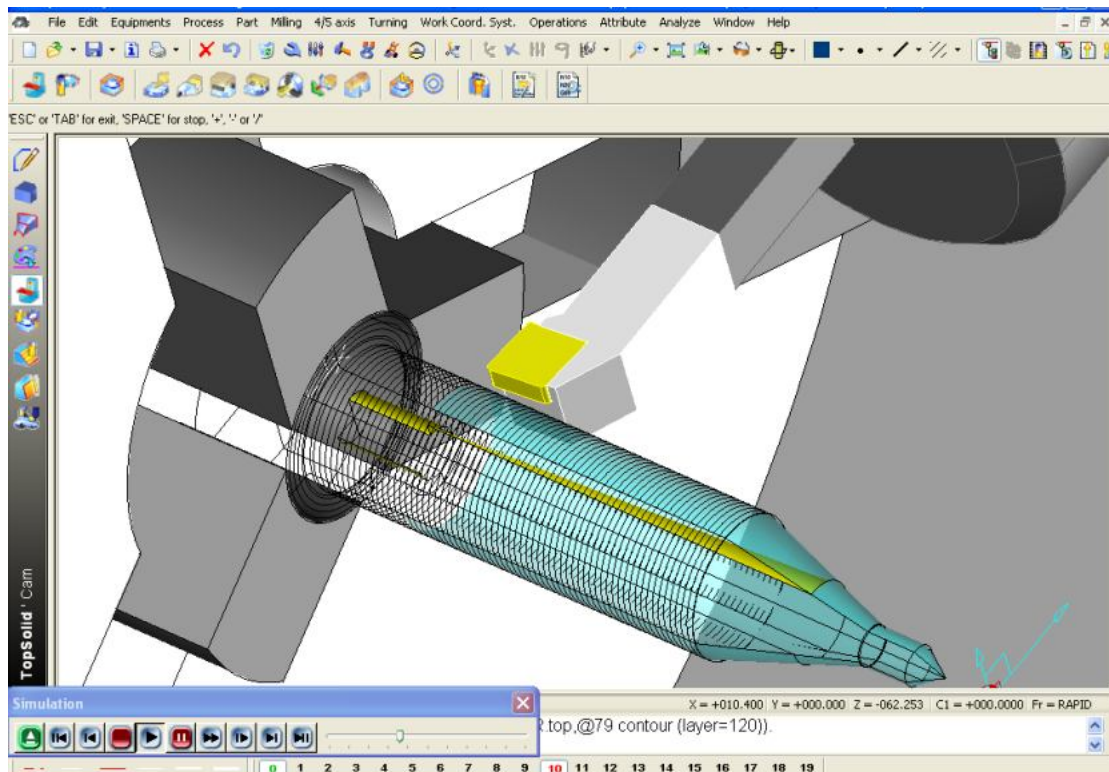 File Edit Equipments Process Part Milling 4/5 axis Turning Work Coord. Syst. Operations Attribute Analyze Window Help
'ESC' or 'TAB' for exit, 'SPACE' for stop, '+', '-' or '/'
TopSolid'Cam
X = +010.400 Y = +000.000 Z = -062.253 C1 = +000.0000 Fr = RAPID
Simulation
.top,@79 contour (layer=120)).
0 1 2 3 4 5 6 7 8 9 10 11 12 13 14 15 16 17 18 19